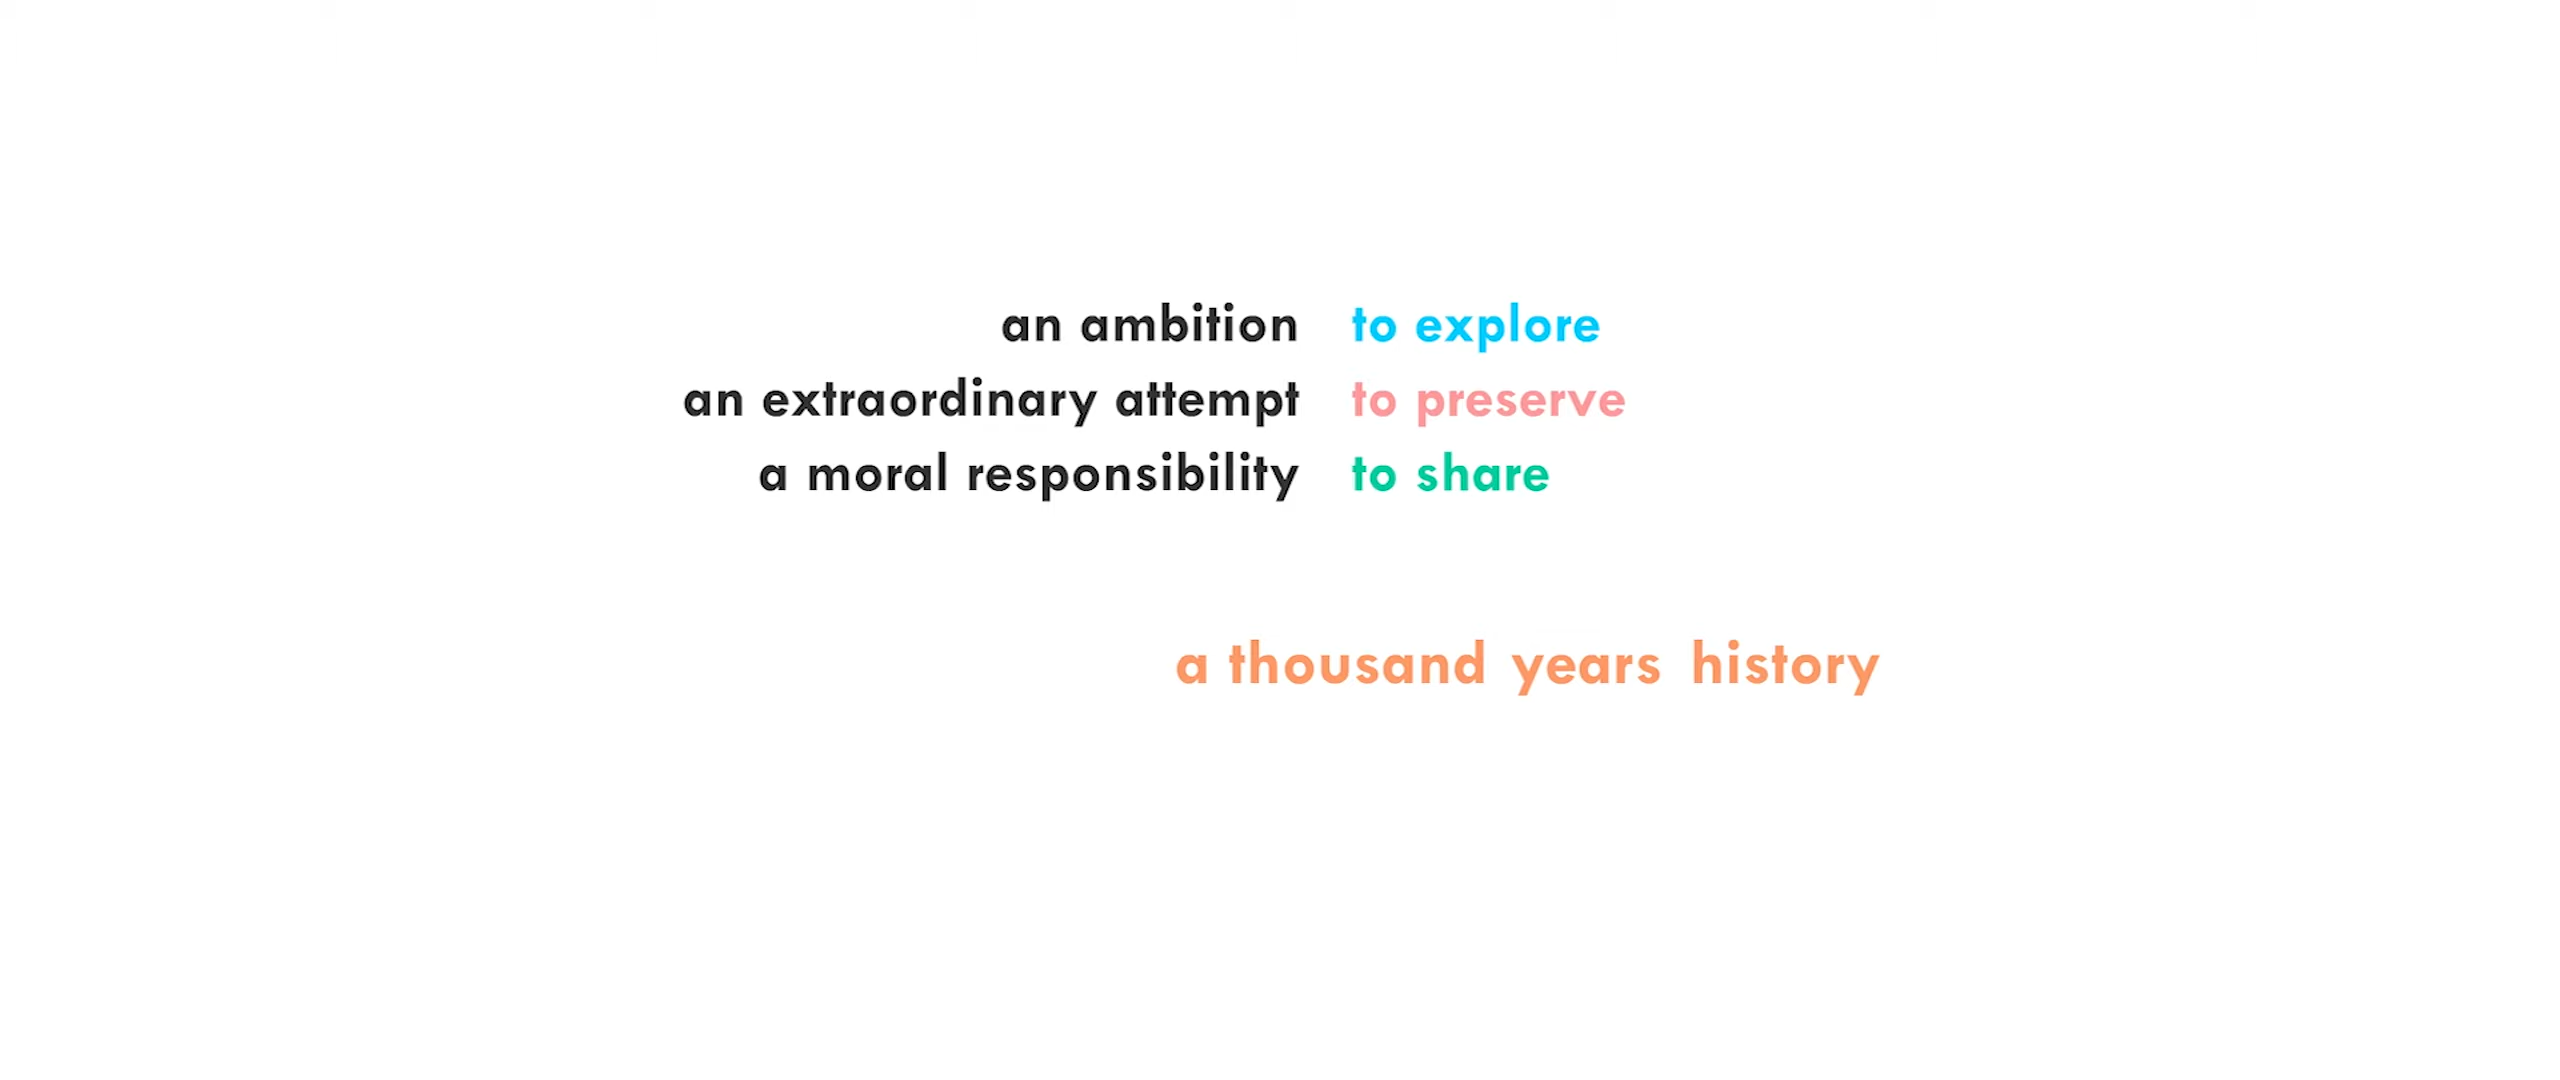 an ambition to explore
an extraordinary attempt to preserve
a moral responsibility to share
a thousand years history